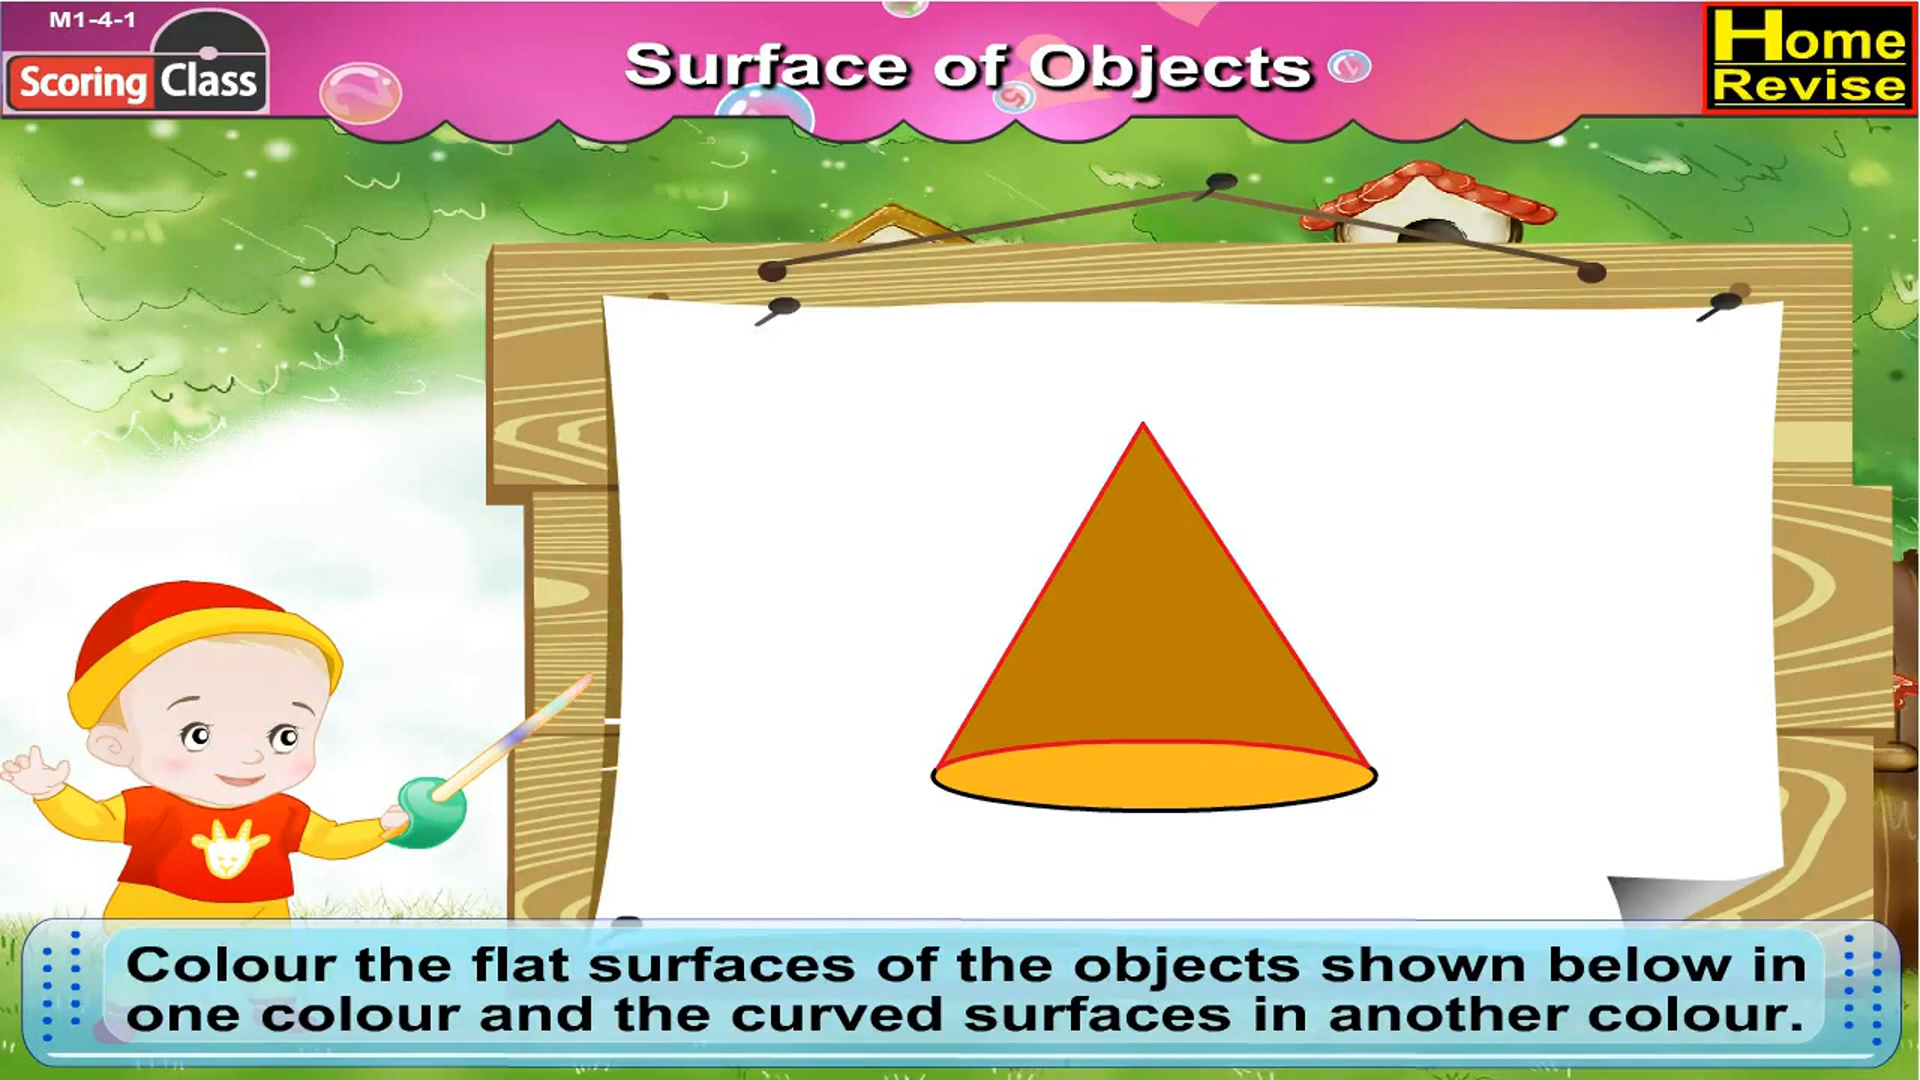 M1-4-1
Scoring Class
Surface of Objects
Home
Revise
Colour the flat surfaces of the objects shown below in
one colour and the curved surfaces in another colour.